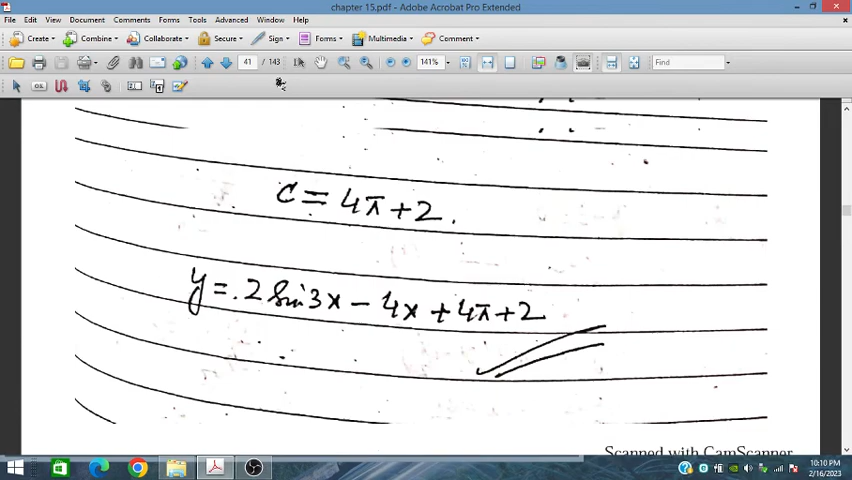 chapter 15.pdf - Adobe Acrobat Pro Extended
File Edit View Document Comments Forms Tools Advanced Window Help
Create Combine Collaborate Secure Sign Forms Multimedia Comment
41 / 143 141% Find
C = 4π + 2.
y = 2 sin 3x - 4x + 4π + 2
Scanned with CamScanner
10:10 PM
2/16/2023